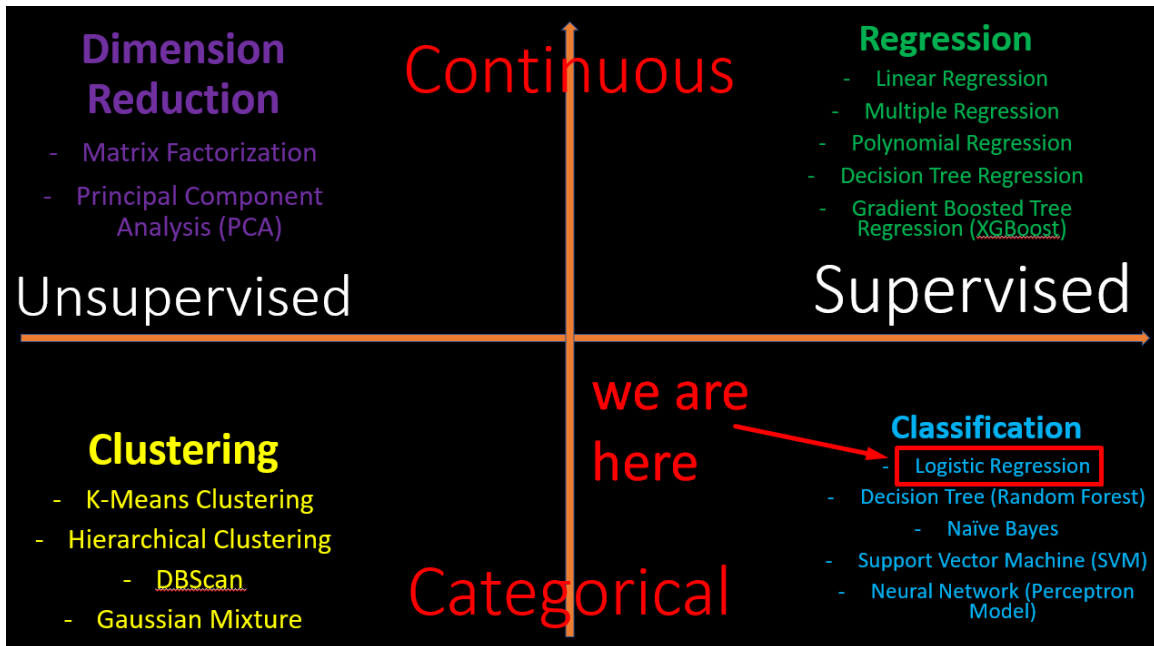 Dimension
Reduction
- Matrix Factorization
- Principal Component
Analysis (PCA)
Continuous
Regression
- Linear Regression
- Multiple Regression
- Polynomial Regression
- Decision Tree Regression
- Gradient Boosted Tree
Regression (XGBoost)
Unsupervised
Supervised
we are
here
Clustering
- K-Means Clustering
- Hierarchical Clustering
- DBScan
- Gaussian Mixture
Categorical
Classification
- Logistic Regression
- Decision Tree (Random Forest)
- Naïve Bayes
- Support Vector Machine (SVM)
- Neural Network (Perceptron
Model)